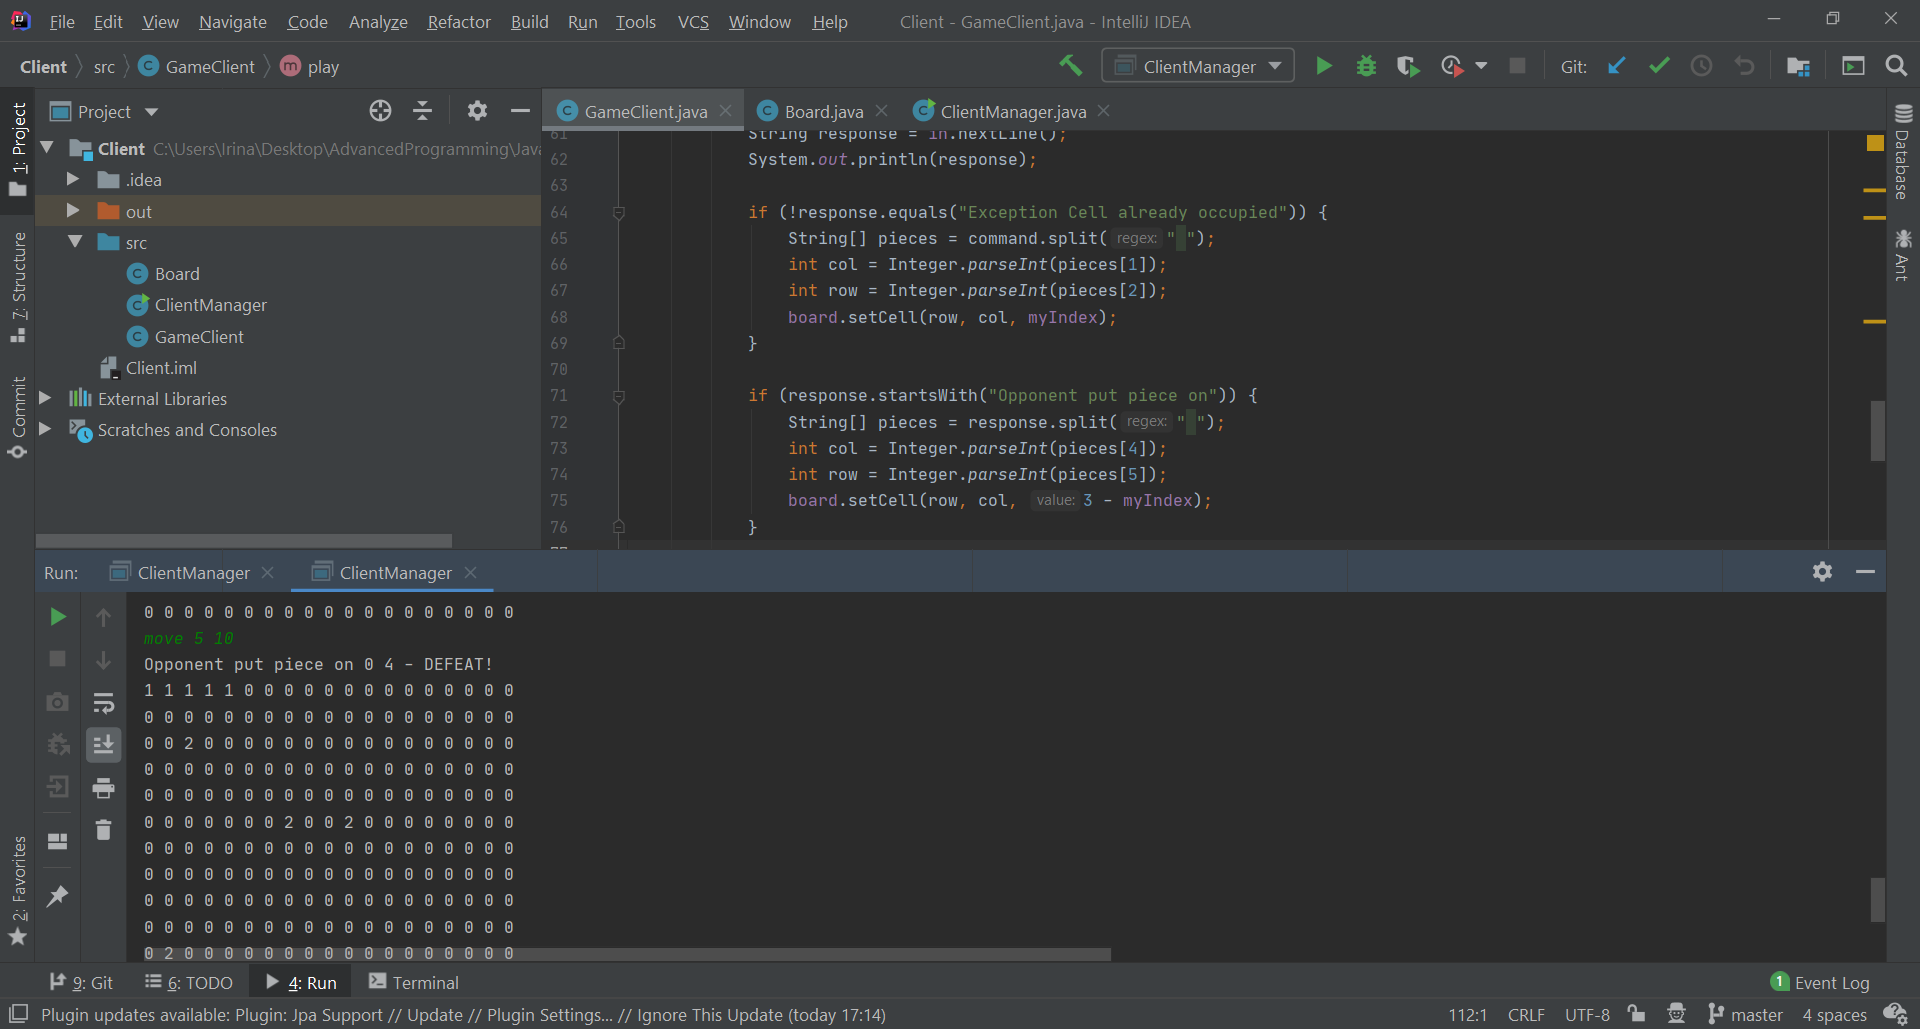 File Edit View Navigate Code Analyze Refactor Build Run Tools VCS Window Help Client - GameClient.java - IntelliJ IDEA
Client src GameClient play ClientManager Git:
Project
GameClient.java Board.java ClientManager.java
Client C:\Users\Irina\Desktop\AdvancedProgramming\Java
.idea
out
src
Board
ClientManager
GameClient
Client.iml
External Libraries
Scratches and Consoles
1: Project
7: Structure
Commit
2: Favorites
Database
Ant
61 String response = in.nextLine();
62 System.out.println(response);
63
64 if (!response.equals("Exception Cell already occupied")) {
65 String[] pieces = command.split( regex: " ");
66 int col = Integer.parseInt(pieces[1]);
67 int row = Integer.parseInt(pieces[2]);
68 board.setCell(row, col, myIndex);
69 }
70
71 if (response.startsWith("Opponent put piece on")) {
72 String[] pieces = response.split( regex: " ");
73 int col = Integer.parseInt(pieces[4]);
74 int row = Integer.parseInt(pieces[5]);
75 board.setCell(row, col, value: 3 - myIndex);
76 }
77
Run: ClientManager ClientManager
0 0 0 0 0 0 0 0 0 0 0 0 0 0 0 0 0 0 0
move 5 10
Opponent put piece on 0 4 - DEFEAT!
1 1 1 1 1 0 0 0 0 0 0 0 0 0 0 0 0 0 0
0 0 0 0 0 0 0 0 0 0 0 0 0 0 0 0 0 0 0
0 0 2 0 0 0 0 0 0 0 0 0 0 0 0 0 0 0 0
0 0 0 0 0 0 0 0 0 0 0 0 0 0 0 0 0 0 0
0 0 0 0 0 0 0 0 0 0 0 0 0 0 0 0 0 0 0
0 0 0 0 0 0 0 2 0 0 2 0 0 0 0 0 0 0 0
0 0 0 0 0 0 0 0 0 0 0 0 0 0 0 0 0 0 0
0 0 0 0 0 0 0 0 0 0 0 0 0 0 0 0 0 0 0
0 0 0 0 0 0 0 0 0 0 0 0 0 0 0 0 0 0 0
0 0 0 0 0 0 0 0 0 0 0 0 0 0 0 0 0 0 0
0 2 0 0 0 0 0 0 0 0 0 0 0 0 0 0 0 0 0
9: Git 6: TODO 4: Run Terminal 1 Event Log
Plugin updates available: Plugin: Jpa Support // Update // Plugin Settings... // Ignore This Update (today 17:14) 112:1 CRLF UTF-8 master 4 spaces